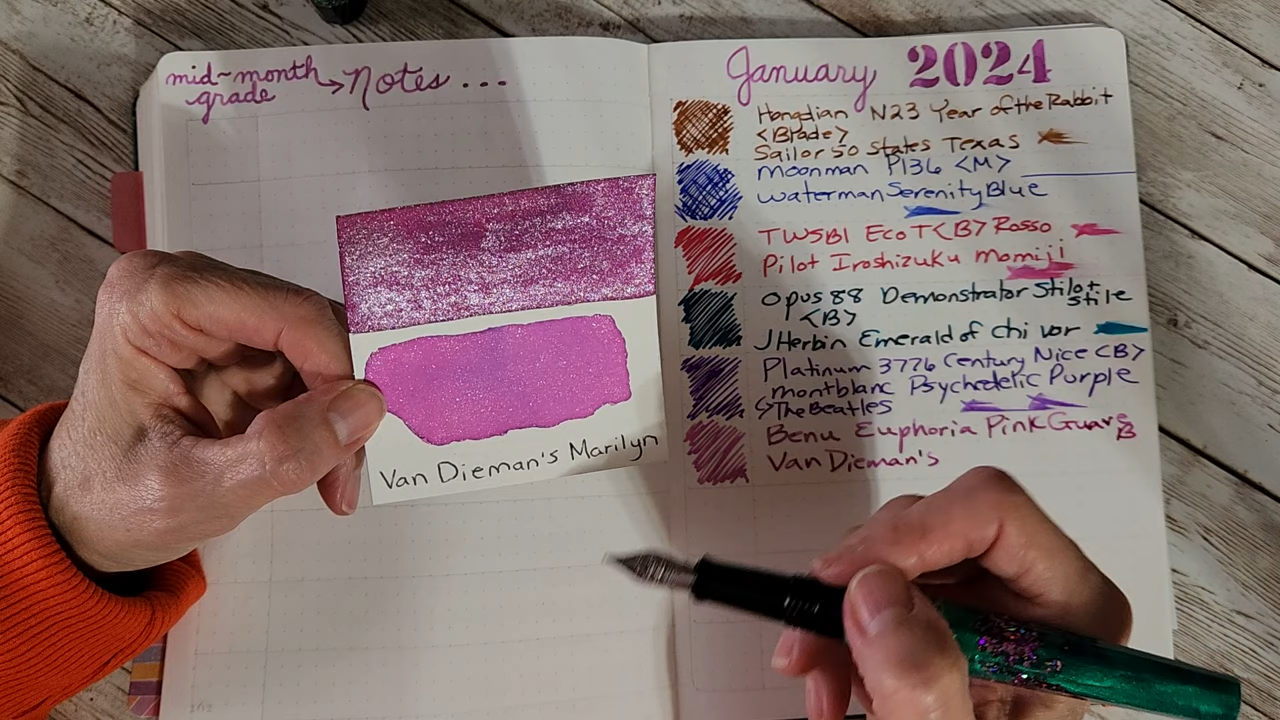 mid-month
grade → Notes ...
January 2024
Hongdian N23 Year of the Rabbit
<Blade>
Sailor 50 States Texas
Moonman P136 <M>
Waterman Serenity Blue
TWSBI Eco T <B> Rosso
Pilot Iroshizuku Momiji
Opus 88 Demonstrator Stilo + Stile
<B>
J Herbin Emerald of Chivor
Platinum 3776 Century Nice <B>
Montblanc Psychedelic Purple
↳ The Beatles
Benu Euphoria Pink Guava B
Van Dieman's
Van Dieman's Marilyn